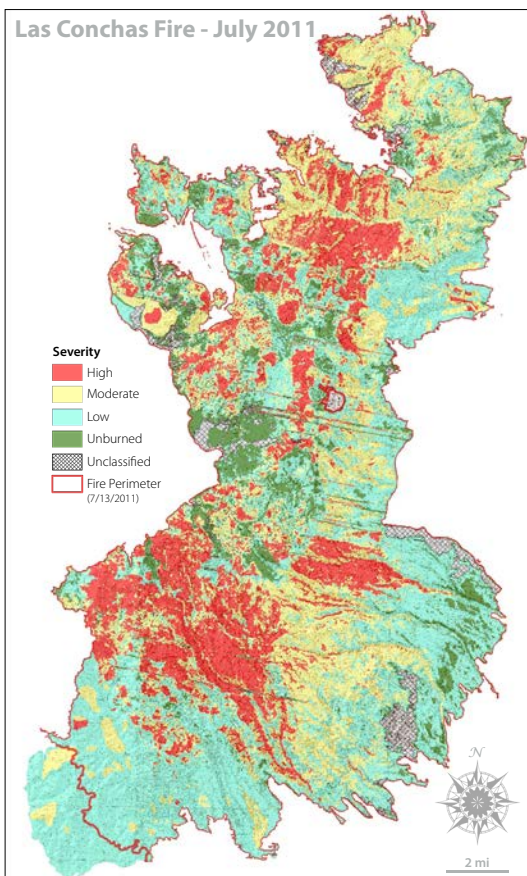 Las Conchas Fire - July 2011
Severity
High
Moderate
Low
Unburned
Unclassified
Fire Perimeter
(7/13/2011)
N
2 mi